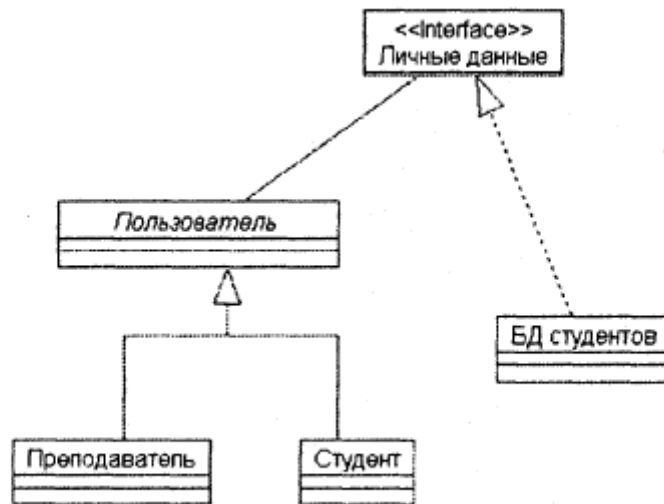 <<Interface>>
Личные данные
Пользователь
БД студентов
Преподаватель
Студент